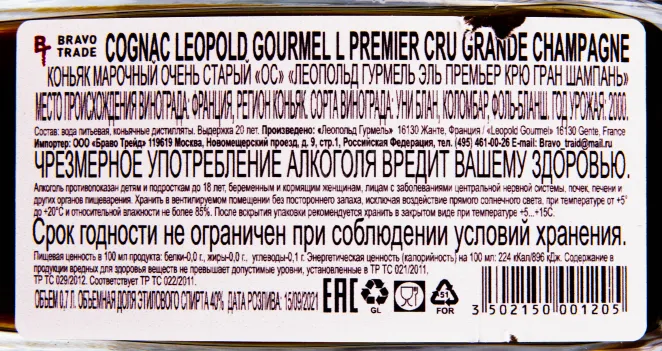 BRAVO TRADE
COGNAC LEOPOLD GOURMEL L PREMIER CRU GRANDE CHAMPAGNE
КОНЬЯК МАРОЧНЫЙ ОЧЕНЬ СТАРЫЙ «ОС» «ЛЕОПОЛЬД ГУРМЕЛЬ ЭЛЬ ПРЕМЬЕР КРЮ ГРАН ШАМПАНЬ»
МЕСТО ПРОИСХОЖДЕНИЯ ВИНОГРАДА: ФРАНЦИЯ, РЕГИОН КОНЬЯК. СОРТА ВИНОГРАДА: УНИ БЛАН, КОЛОМБАР, ФОЛЬ-БЛАНШ. ГОД УРОЖАЯ: 2000.
Состав: вода питьевая, коньячные дистилляты. Выдержка 20 лет. Произведено: «Леопольд Гурмель» 16130 Жанте, Франция / «Leopold Gourmel» 16130 Gente, France
Импортер: ООО «Браво Трейд» 119619 Москва, Новомещерский проезд, д. 9, стр.1, Российская Федерация, тел. (495) 461-00-26 E-mail: Bravo_traid@mail.ru
ЧРЕЗМЕРНОЕ УПОТРЕБЛЕНИЕ АЛКОГОЛЯ ВРЕДИТ ВАШЕМУ ЗДОРОВЬЮ.
Алкоголь противопоказан детям и подросткам до 18 лет, беременным и кормящим женщинам, лицам с заболеваниями центральной нервной системы, почек, печени и
других органов пищеварения. Хранить в вентилируемом помещении без постороннего запаха, исключая воздействие прямого солнечного света, при температуре от +5°
до +20°С и относительной влажности не более 85%. После вскрытия упаковки рекомендуется хранить в закрытом виде при температуре +5...+15С.
Срок годности не ограничен при соблюдении условий хранения.
Пищевая ценность в 100 мл продукта: белки-0,0 г., жиры-0,0 г., углеводы-0,1 г. Энергетическая ценность (калорийность) на 100 мл: 224 кКал/896 кДж. Содержание в
продукции вредных для здоровья веществ не превышает допустимые уровни, установленные в ТР ТС 021/2011,
ТР ТС 029/2012. Соответствует ТР ТС 022/2011.
ОБЪЕМ 0,7 Л. ОБЪЕМНАЯ ДОЛЯ ЭТИЛОВОГО СПИРТА 40%. ДАТА РОЗЛИВА: 15/09/2021
EAC
GL
51
FOR
3 502150 001205